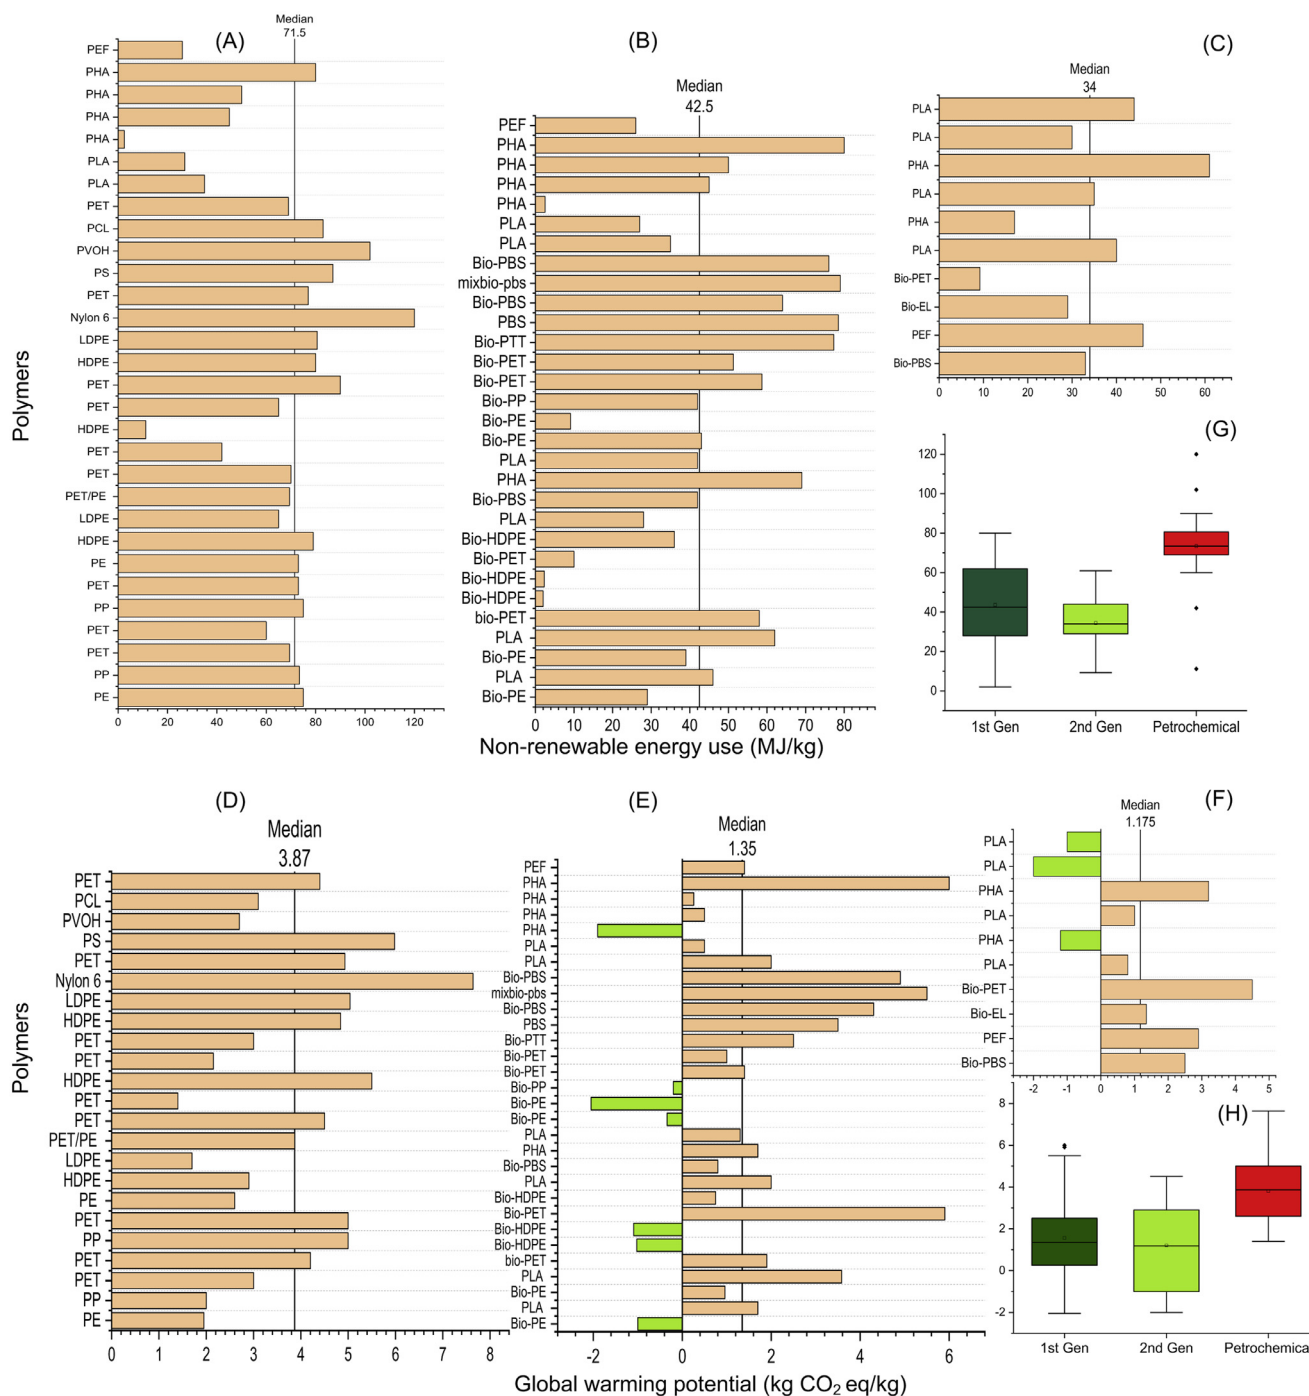 Median
71.5
(A)
PEF
PHA
PHA
PHA
PHA
PLA
PLA
PET
PCL
PVOH
PS
PET
Nylon 6
LDPE
HDPE
PET
PET
HDPE
PET
PET
PET/PE
LDPE
HDPE
PE
PET
PP
PET
PET
PP
PE
0 20 40 60 80 100 120
Polymers
(B)
Median
42.5
PEF
PHA
PHA
PHA
PHA
PLA
PLA
Bio-PBS
mixbio-pbs
Bio-PBS
PBS
Bio-PTT
Bio-PET
Bio-PET
Bio-PP
Bio-PE
Bio-PE
PLA
PHA
Bio-PBS
PLA
Bio-HDPE
Bio-PET
Bio-HDPE
Bio-HDPE
bio-PET
PLA
Bio-PE
PLA
Bio-PE
0 10 20 30 40 50 60 70 80
Non-renewable energy use (MJ/kg)
(C)
Median
34
PLA
PLA
PHA
PLA
PHA
PLA
Bio-PET
Bio-EL
PEF
Bio-PBS
0 10 20 30 40 50 60
(G)
120
100
80
60
40
20
0
1st Gen 2nd Gen Petrochemical
(D)
Median
3.87
PET
PCL
PVOH
PS
PET
Nylon 6
LDPE
HDPE
PET
PET
HDPE
PET
PET
PET/PE
LDPE
HDPE
PE
PET
PP
PET
PET
PP
PE
0 1 2 3 4 5 6 7 8
Polymers
(E)
Median
1.35
PEF
PHA
PHA
PHA
PHA
PLA
PLA
Bio-PBS
mixbio-pbs
Bio-PBS
PBS
Bio-PTT
Bio-PET
Bio-PET
Bio-PP
Bio-PE
Bio-PE
PLA
PHA
Bio-PBS
PLA
Bio-HDPE
Bio-PET
Bio-HDPE
Bio-HDPE
bio-PET
PLA
Bio-PE
PLA
Bio-PE
-2 0 2 4 6
Global warming potential (kg CO2 eq/kg)
(F)
Median
1.175
PLA
PLA
PHA
PLA
PHA
PLA
Bio-PET
Bio-EL
PEF
Bio-PBS
-2 -1 0 1 2 3 4 5
(H)
8
6
4
2
0
-2
1st Gen 2nd Gen Petrochemica